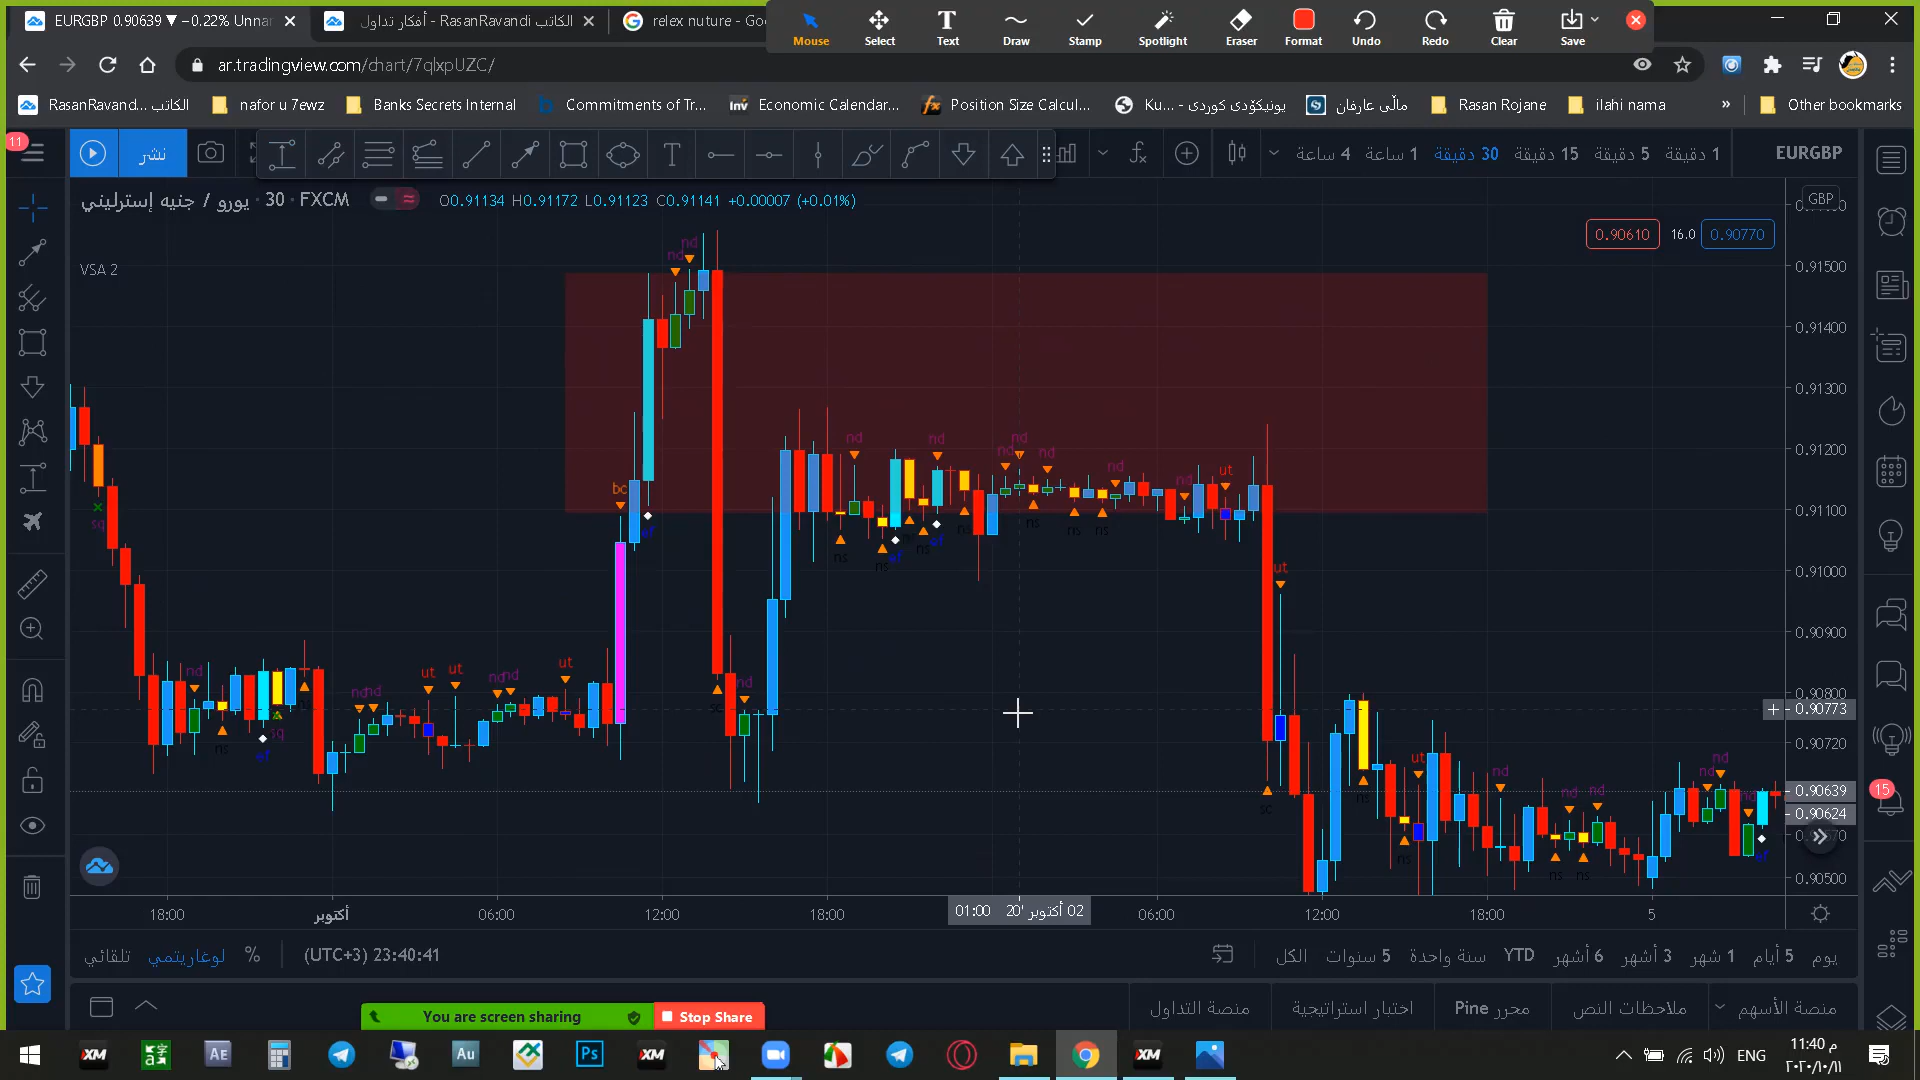 EURGBP 0.90639 ▼ −0.22% Unnar
أفكار تداول - RasanRavandi الكاتب
relex nuture - Goo
Mouse
Select
Text
Draw
Stamp
Spotlight
Eraser
Format
Undo
Redo
Clear
Save
ar.tradingview.com/chart/7qlxpUZC/
RasanRavand... الكاتب
nafor u 7ewz
Banks Secrets Internal
Commitments of Tr...
Economic Calendar...
Position Size Calcul...
Ku... - یونیکۆدی کوردی
ماڵی عارفان
Rasan Rojane
ilahi nama
»
Other bookmarks
11
نشر
4 ساعة
1 ساعة
30 دقيقة
15 دقيقة
5 دقيقة
1 دقيقة
EURGBP
يورو / جنيه إسترليني · 30 · FXCM
O0.91134 H0.91172 L0.91123 C0.91141 +0.00007 (+0.01%)
GBP
0.90610
16.0
0.90770
VSA 2
0.91500
0.91400
0.91300
0.91200
0.91100
0.91000
0.90900
0.90800
0.90773
0.90720
0.90639
0.90624
0.90500
15
18:00
أكتوبر
06:00
12:00
18:00
01:00 20' أكتوبر 02
06:00
12:00
18:00
5
تلقائي
لوغاريتمي
%
23:40:41 (UTC+3)
الكل
5 سنوات
سنة واحدة
YTD
6 أشهر
3 أشهر
1 شهر
5 أيام
يوم
منصة التداول
اختبار استراتيجية
محرر Pine
ملاحظات النص
منصة الأسهم
You are screen sharing
Stop Share
ENG
11:40 م
٢٠٢٠/١٠/١١